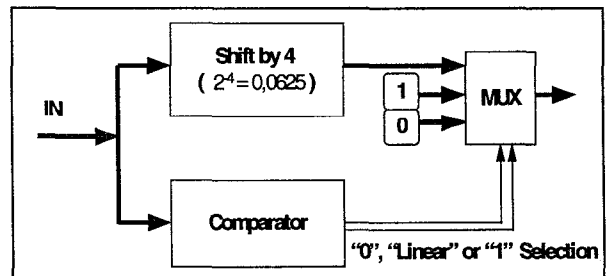 Shift by 4
( 2-4 = 0,0625 )
IN
1
0
MUX
Comparator
"0", "Linear" or "1" Selection